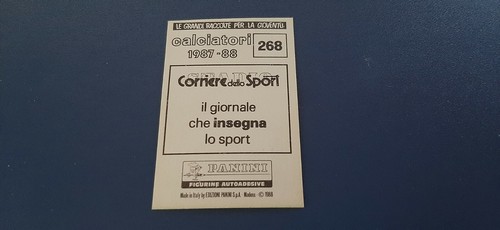 LE GRANDI RACCOLTE PER LA GIOVENTÙ
calciatori
1987-88
268
STADIO
Corriere dello Sport
il giornale
che insegna
lo sport
PANINI
FIGURINE AUTOADESIVE
Made in Italy by EDIZIONI PANINI S.p.A. Modena - © 1988.